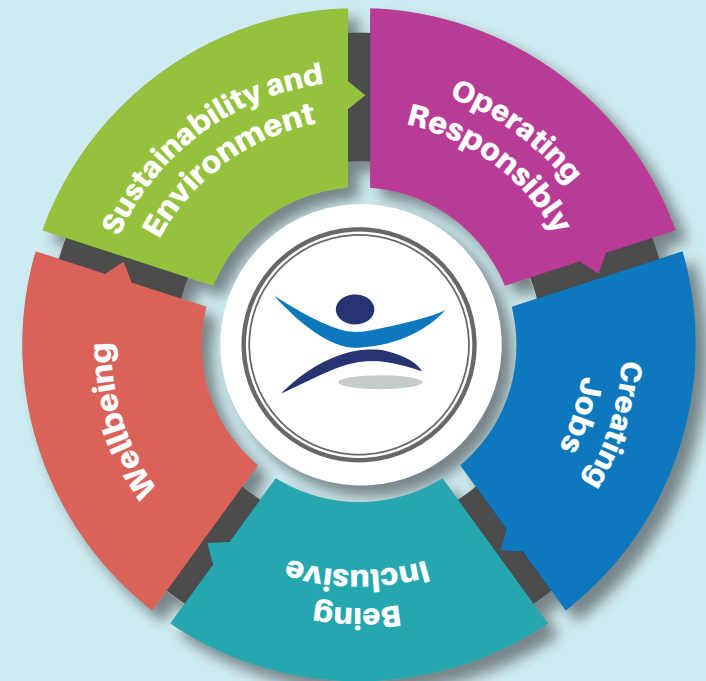 Operating
Responsibly
Creating
Jobs
Being
Inclusive
Wellbeing
Sustainability and
Environment